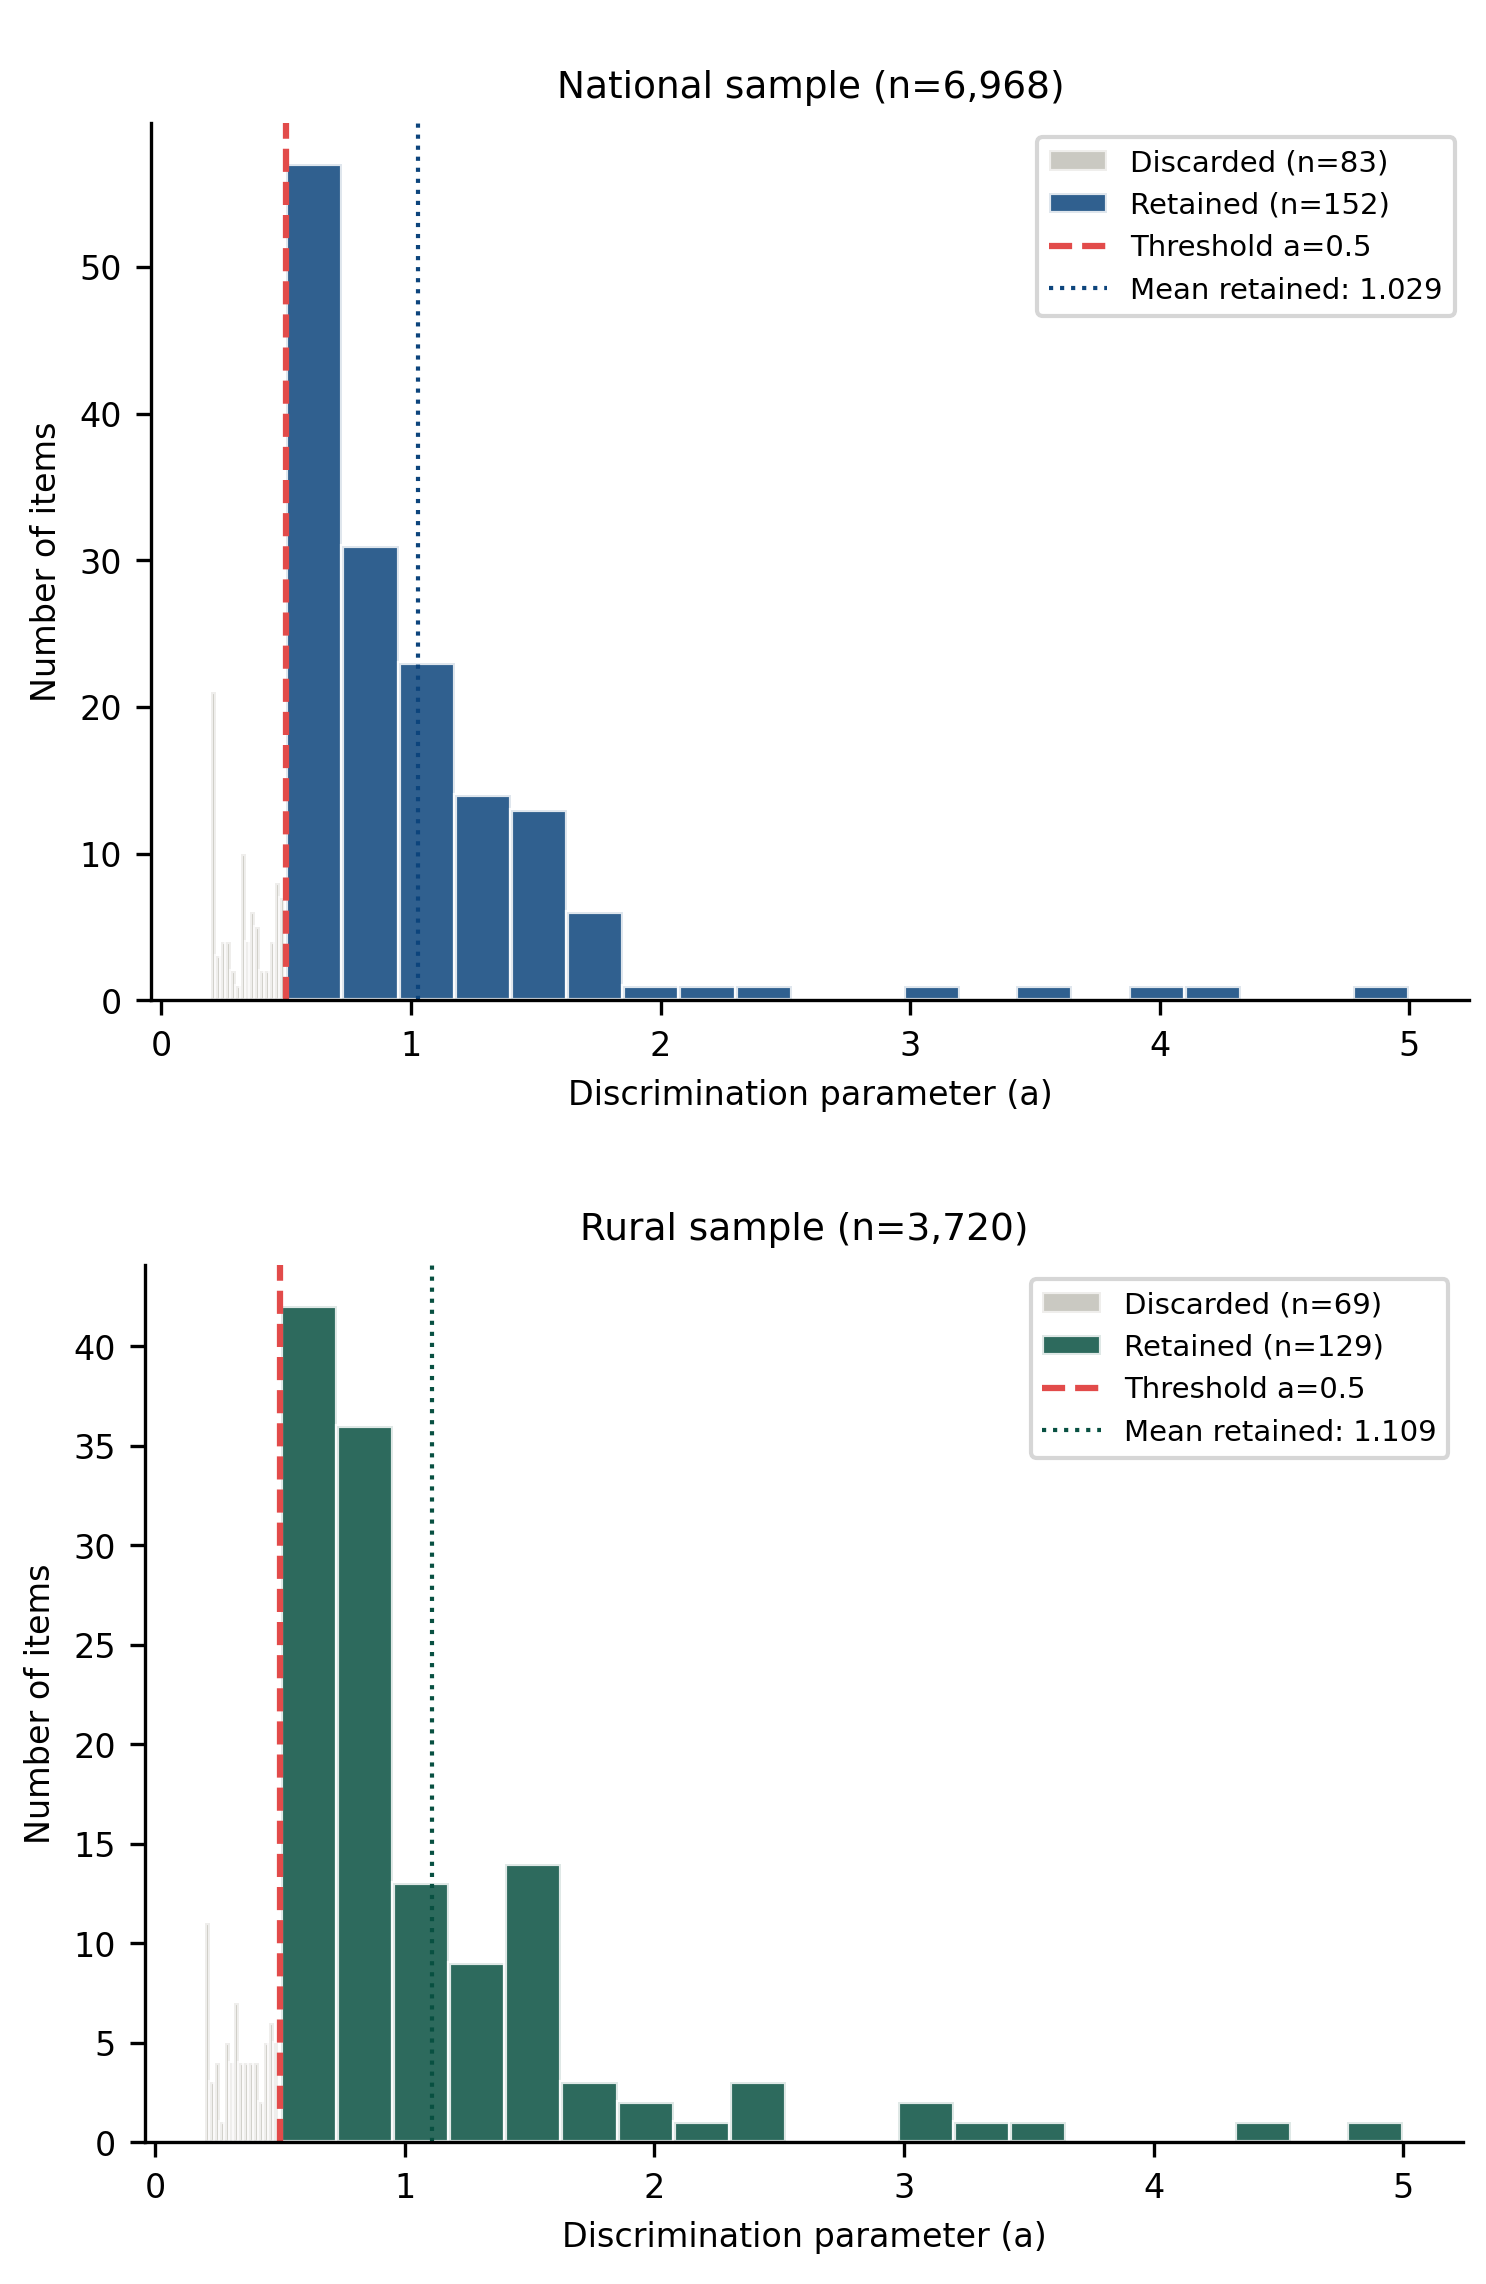 National sample (n=6,968)
Discarded (n=83)
Retained (n=152)
Threshold a=0.5
Mean retained: 1.029
Number of items
50
40
30
20
10
0
0 1 2 3 4 5
Discrimination parameter (a)
Rural sample (n=3,720)
Discarded (n=69)
Retained (n=129)
Threshold a=0.5
Mean retained: 1.109
Number of items
40
35
30
25
20
15
10
5
0
0 1 2 3 4 5
Discrimination parameter (a)